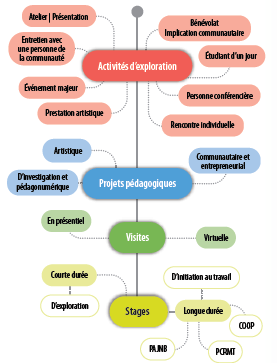 Atelier | Présentation
Bénévolat
Implication communautaire
Entretien avec
une personne de
la communauté
Étudiant d'un jour
Activités d'exploration
Événement majeur
Personne conférencière
Prestation artistique
Rencontre individuelle
Artistique
Communautaire et
entrepreneurial
D'investigation et
pédagonumérique
Projets pédagogiques
En présentiel
Visites
Virtuelle
Courte durée
D'initiation au travail
D'exploration
Stages
Longue durée
COOP
PAJNB
PCRMT